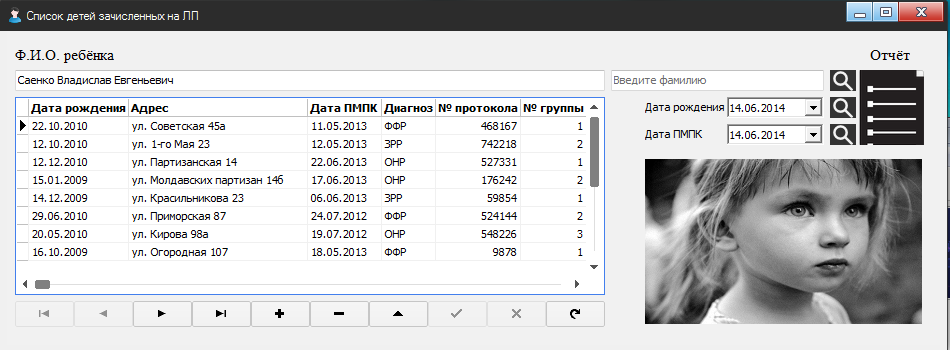 Список детей зачисленных на ЛП
Ф.И.О. ребёнка
Отчёт
Саенко Владислав Евгеньевич
Введите фамилию
Дата рождения 14.06.2014
Дата ПМПК 14.06.2014
Дата рождения Адрес Дата ПМПК Диагноз № протокола № группы
22.10.2010 ул. Советская 45а 11.05.2013 ФФР 468167 1
12.10.2010 ул. 1-го Мая 23 12.05.2013 ЗРР 742218 2
12.12.2010 ул. Партизанская 14 22.06.2013 ОНР 527331 1
15.01.2009 ул. Молдавских партизан 14б 17.06.2013 ОНР 176242 2
14.12.2009 ул. Красильникова 23 06.06.2013 ЗРР 59854 1
29.06.2010 ул. Приморская 87 24.07.2012 ФФР 524144 2
20.05.2010 ул. Кирова 98а 19.07.2012 ОНР 548226 3
16.10.2009 ул. Огородная 107 18.05.2013 ФФР 9878 1